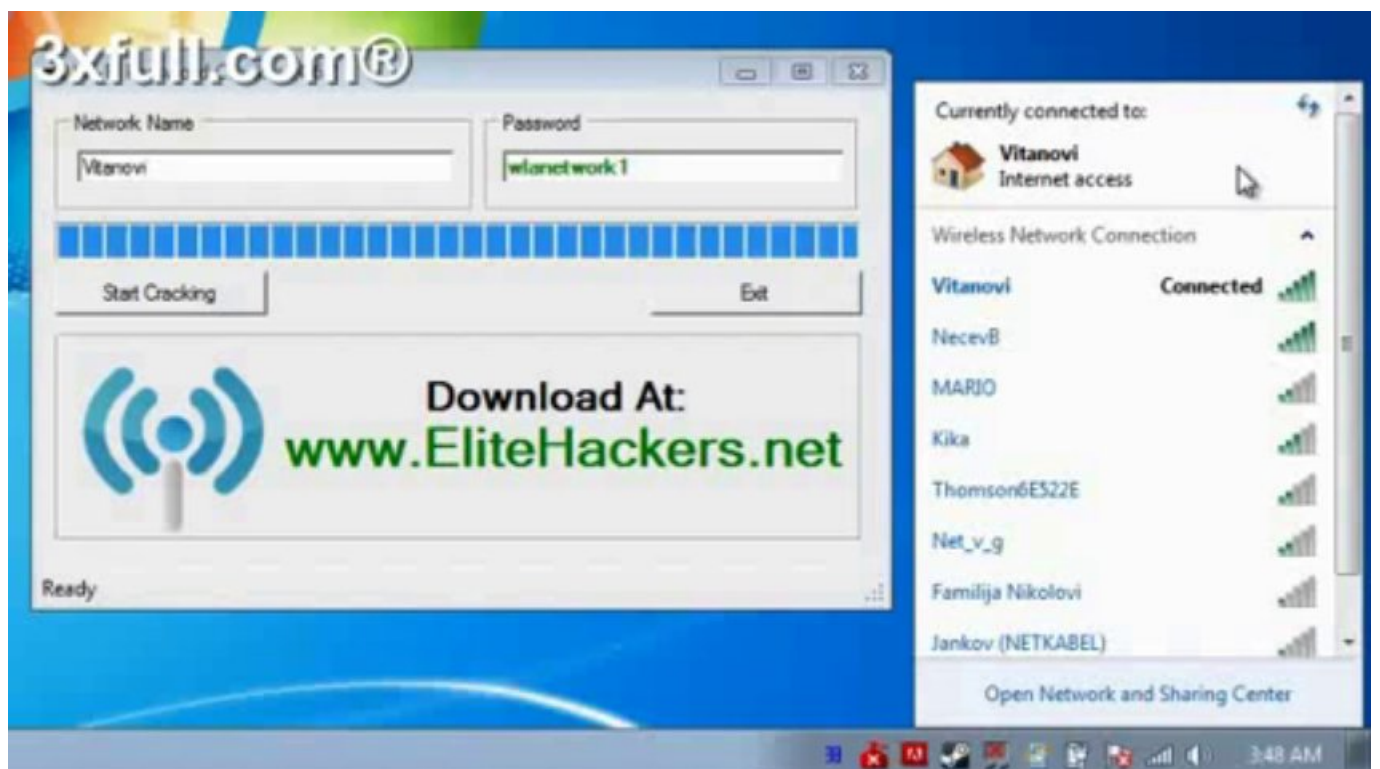 3xfull.com®
Network Name
Vitanovi
Password
wlanetwork1
Start Cracking
Exit
Download At:
www.EliteHackers.net
Ready
Currently connected to:
Vitanovi
Internet access
Wireless Network Connection
Vitanovi Connected
NecevB
MARIO
Kika
Thomson6E522E
Net_v_g
Familija Nikolovi
Jankov (NETKABEL)
Open Network and Sharing Center
3:48 AM